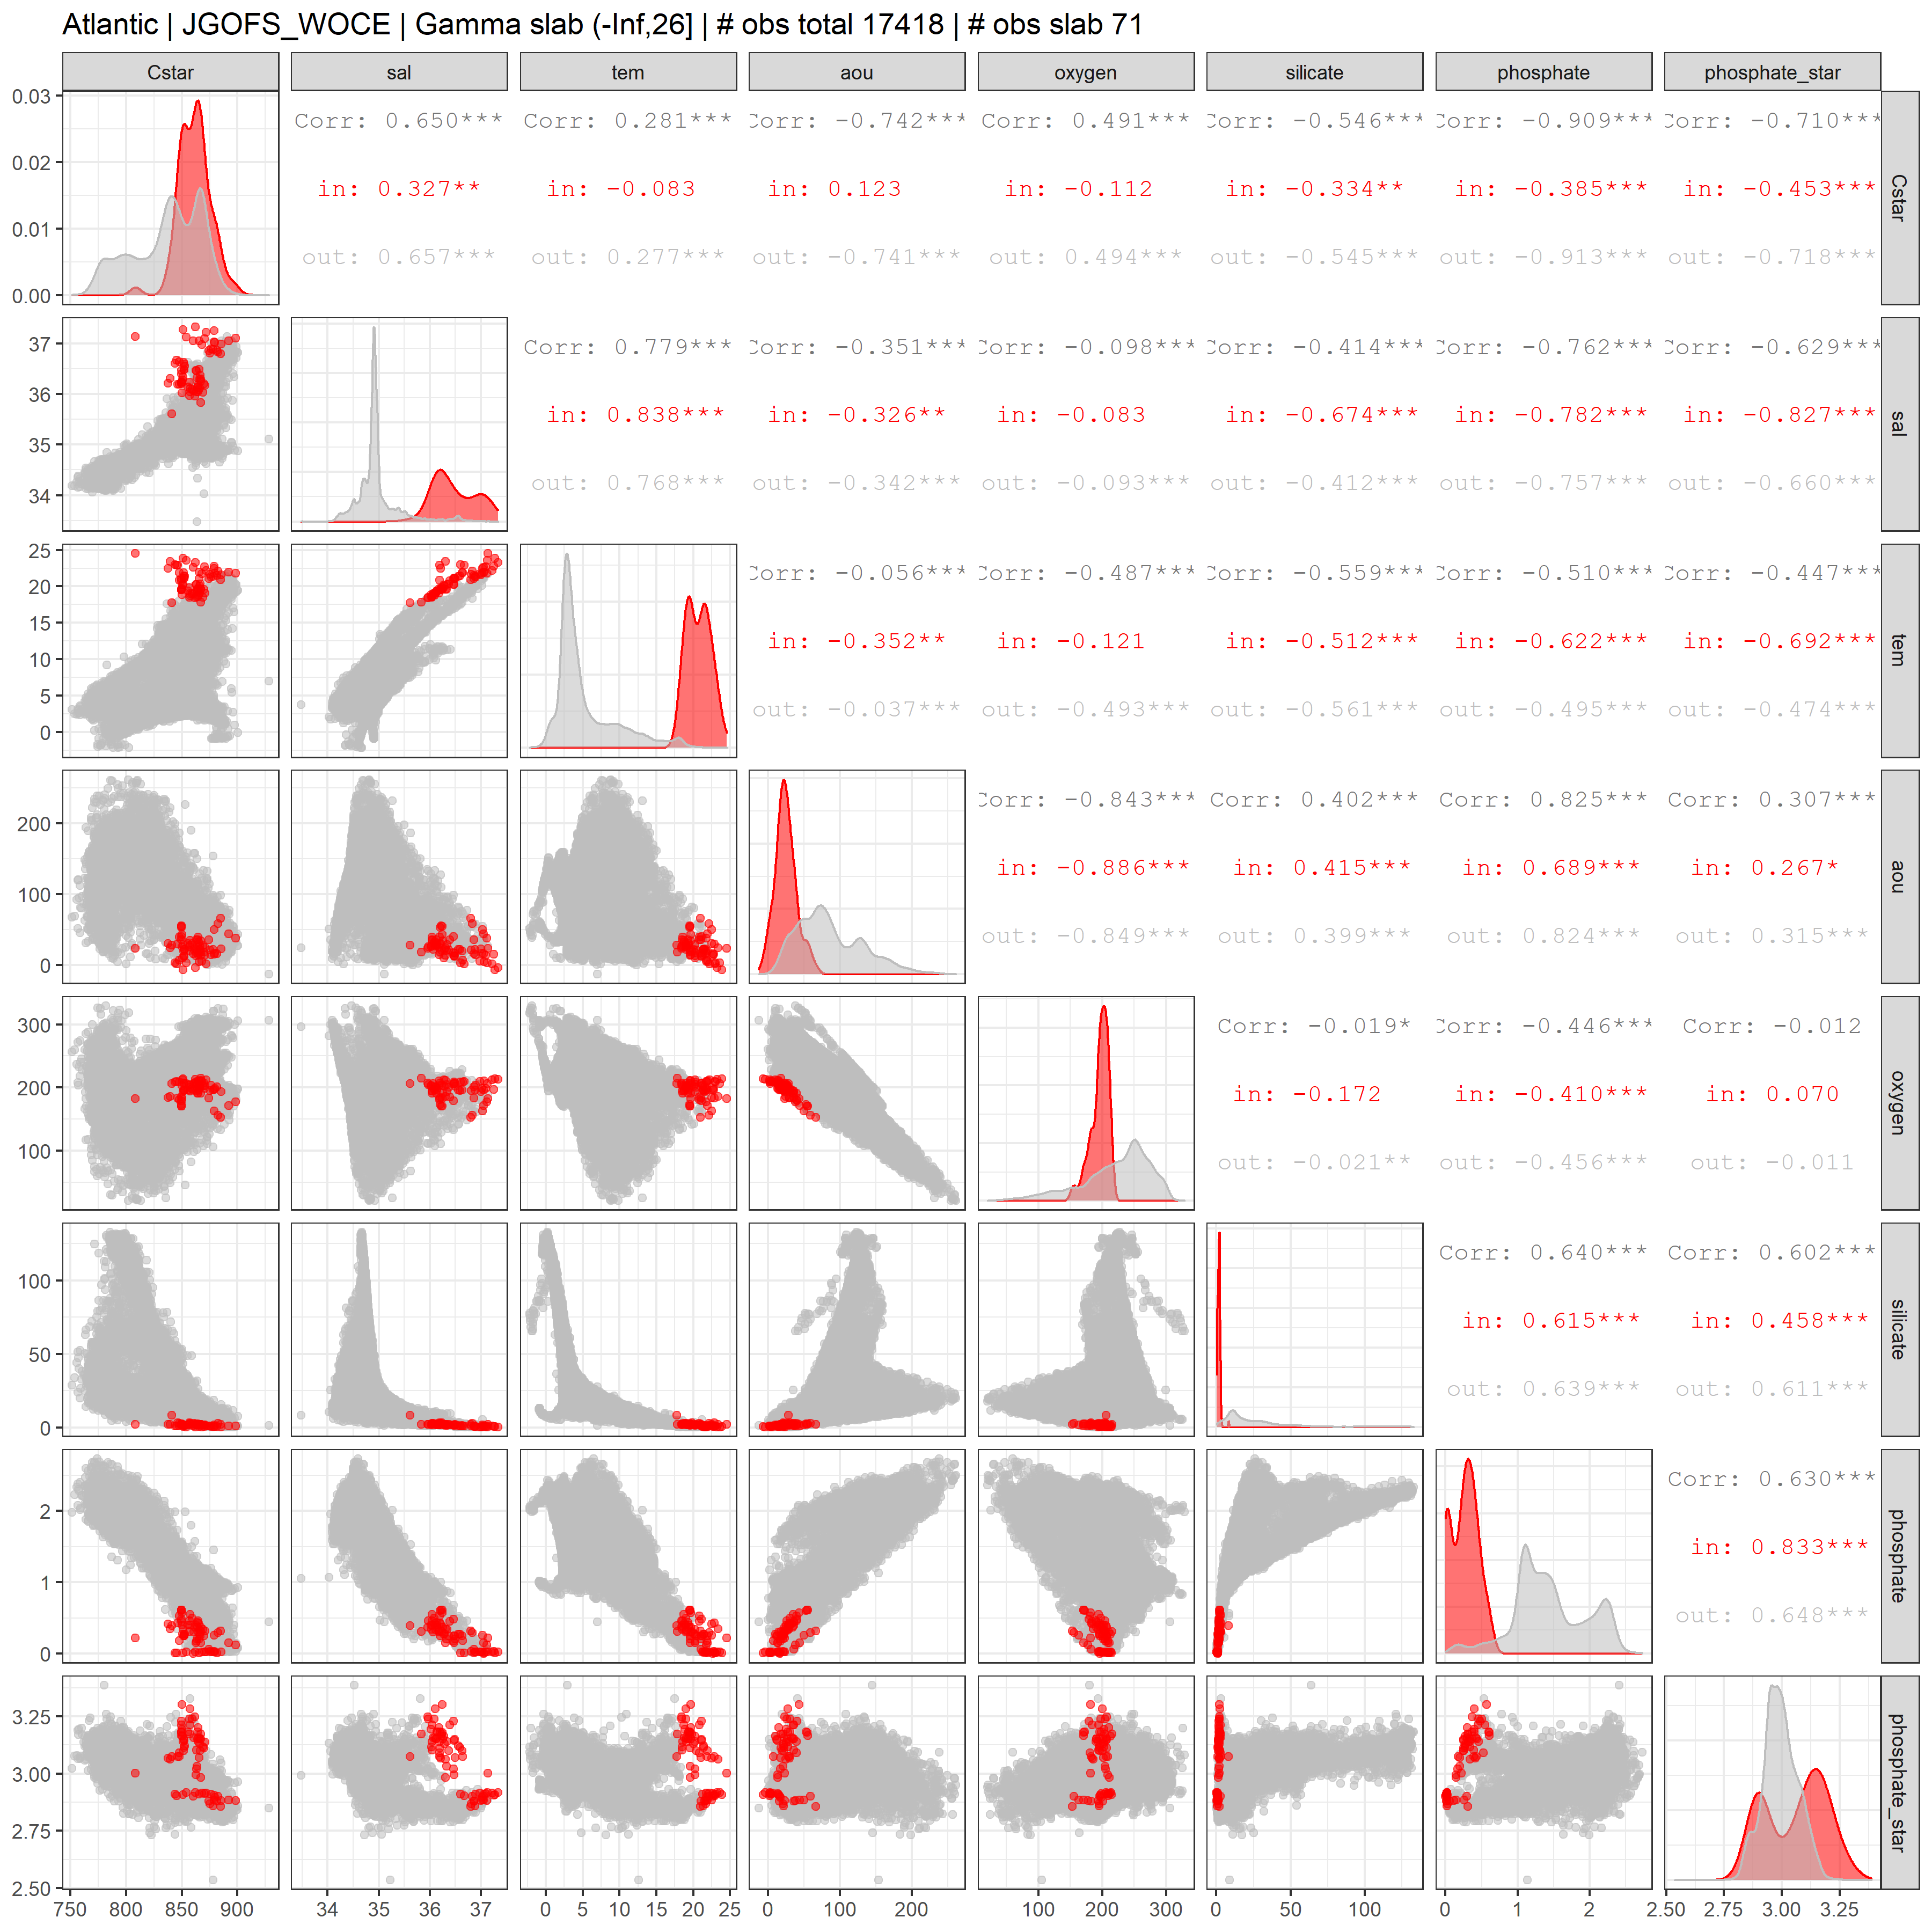 Atlantic | JGOFS_WOCE | Gamma slab (-Inf,26] | # obs total 17418 | # obs slab 71
Cstar sal tem aou oxygen silicate phosphate phosphate_star
0.03
Corr: 0.650*** Corr: 0.281*** Corr: -0.742*** Corr: 0.491*** Corr: -0.546*** Corr: -0.909*** Corr: -0.710***
0.02
in: 0.327** in: -0.083 in: 0.123 in: -0.112 in: -0.334** in: -0.385*** in: -0.453***
Cstar
0.01
out: 0.657*** out: 0.277*** out: -0.741*** out: 0.494*** out: -0.545*** out: -0.913*** out: -0.718***
0.00
37
Corr: 0.779*** Corr: -0.351*** Corr: -0.098*** Corr: -0.414*** Corr: -0.762*** Corr: -0.629***
36
in: 0.838*** in: -0.326** in: -0.083 in: -0.674*** in: -0.782*** in: -0.827***
sal
35
out: 0.768*** out: -0.342*** out: -0.093*** out: -0.412*** out: -0.757*** out: -0.660***
34
25
Corr: -0.056*** Corr: -0.487*** Corr: -0.559*** Corr: -0.510*** Corr: -0.447***
20
15
in: -0.352** in: -0.121 in: -0.512*** in: -0.622*** in: -0.692***
tem
10
5
out: -0.037*** out: -0.493*** out: -0.561*** out: -0.495*** out: -0.474***
0
Corr: -0.843*** Corr: 0.402*** Corr: 0.825*** Corr: 0.307***
200
in: -0.886*** in: 0.415*** in: 0.689*** in: 0.267*
aou
100
out: -0.849*** out: 0.399*** out: 0.824*** out: 0.315***
0
300
Corr: -0.019* Corr: -0.446*** Corr: -0.012
200
in: -0.172 in: -0.410*** in: 0.070
oxygen
100
out: -0.021** out: -0.456*** out: -0.011
Corr: 0.640*** Corr: 0.602***
100
in: 0.615*** in: 0.458***
silicate
50
out: 0.639*** out: 0.611***
0
Corr: 0.630***
2
in: 0.833***
phosphate
1
out: 0.648***
0
3.25
3.00
phosphate_star
2.75
2.50
750 800 850 900 34 35 36 37 0 5 10 15 20 25 0 100 200 100 200 300 0 50 100 0 1 2 2.50 2.75 3.00 3.25